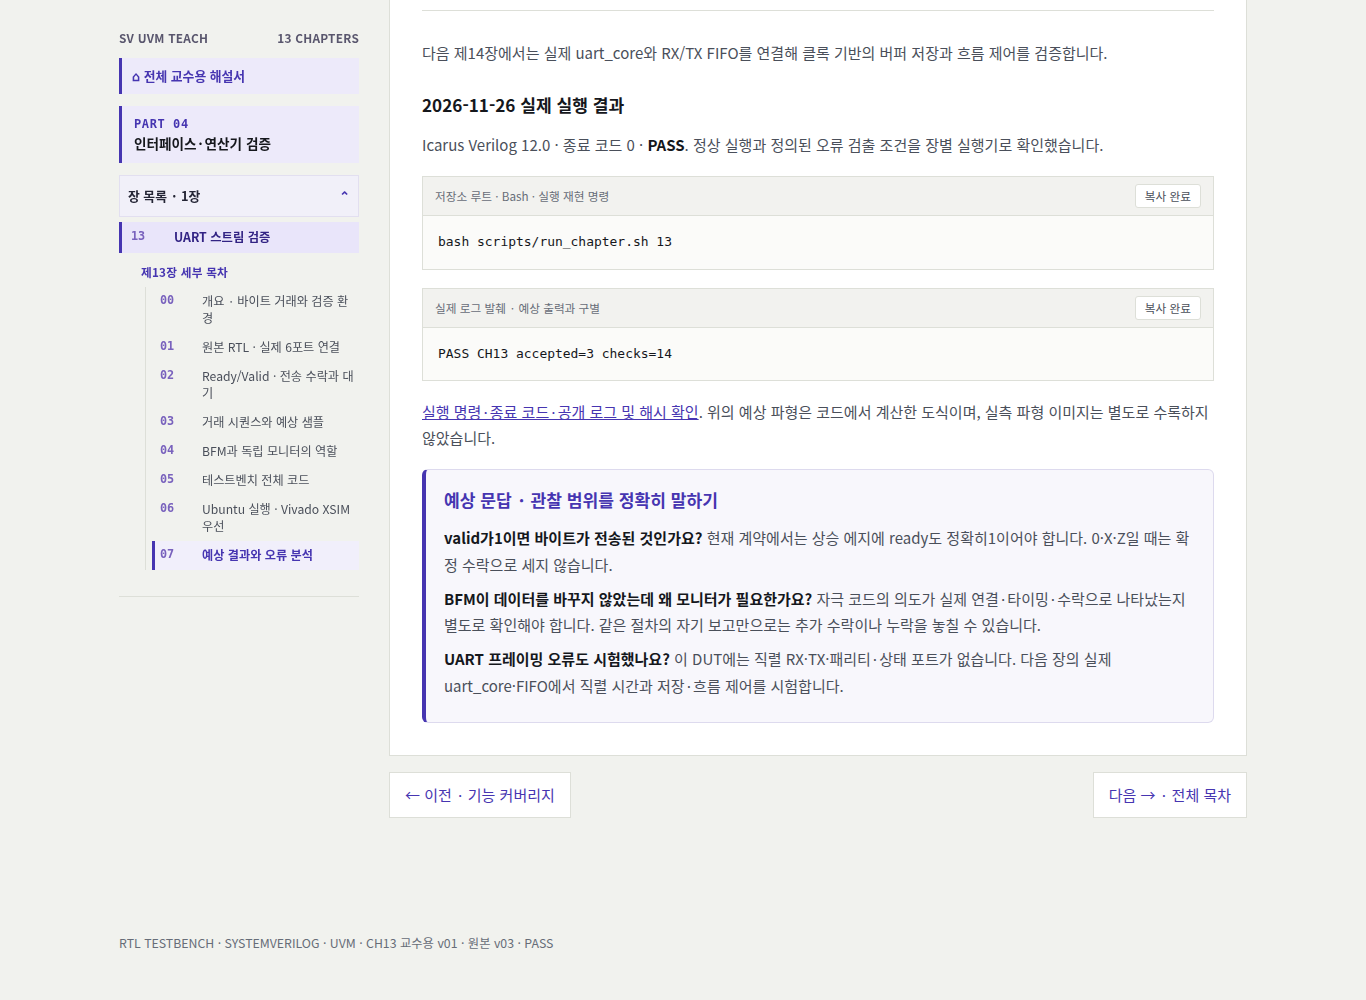 SV UVM TEACH 13 CHAPTERS
⌂ 전체 교수용 해설서
PART 04
인터페이스·연산기 검증
장 목록 · 1장
13 UART 스트림 검증
제13장 세부 목차
00 개요 · 바이트 거래와 검증 환
경
01 원본 RTL · 실제 6포트 연결
02 Ready/Valid · 전송 수락과 대
기
03 거래 시퀀스와 예상 샘플
04 BFM과 독립 모니터의 역할
05 테스트벤치 전체 코드
06 Ubuntu 실행 · Vivado XSIM
우선
07 예상 결과와 오류 분석
다음 제14장에서는 실제 uart_core와 RX/TX FIFO를 연결해 클록 기반의 버퍼 저장과 흐름 제어를 검증합니다.
2026-11-26 실제 실행 결과
Icarus Verilog 12.0 · 종료 코드 0 · PASS. 정상 실행과 정의된 오류 검출 조건을 장별 실행기로 확인했습니다.
저장소 루트 · Bash · 실행 재현 명령 복사 완료
bash scripts/run_chapter.sh 13
실제 로그 발췌 · 예상 출력과 구별 복사 완료
PASS CH13 accepted=3 checks=14
실행 명령·종료 코드·공개 로그 및 해시 확인. 위의 예상 파형은 코드에서 계산한 도식이며, 실측 파형 이미지는 별도로 수록하지
않았습니다.
예상 문답 · 관찰 범위를 정확히 말하기
valid가1이면 바이트가 전송된 것인가요? 현재 계약에서는 상승 에지에 ready도 정확히1이어야 합니다. 0·X·Z일 때는 확
정 수락으로 세지 않습니다.
BFM이 데이터를 바꾸지 않았는데 왜 모니터가 필요한가요? 자극 코드의 의도가 실제 연결·타이밍·수락으로 나타났는지
별도로 확인해야 합니다. 같은 절차의 자기 보고만으로는 추가 수락이나 누락을 놓칠 수 있습니다.
UART 프레이밍 오류도 시험했나요? 이 DUT에는 직렬 RX·TX·패리티·상태 포트가 없습니다. 다음 장의 실제
uart_core·FIFO에서 직렬 시간과 저장·흐름 제어를 시험합니다.
← 이전 · 기능 커버리지
다음 → · 전체 목차
RTL TESTBENCH · SYSTEMVERILOG · UVM · CH13 교수용 v01 · 원본 v03 · PASS